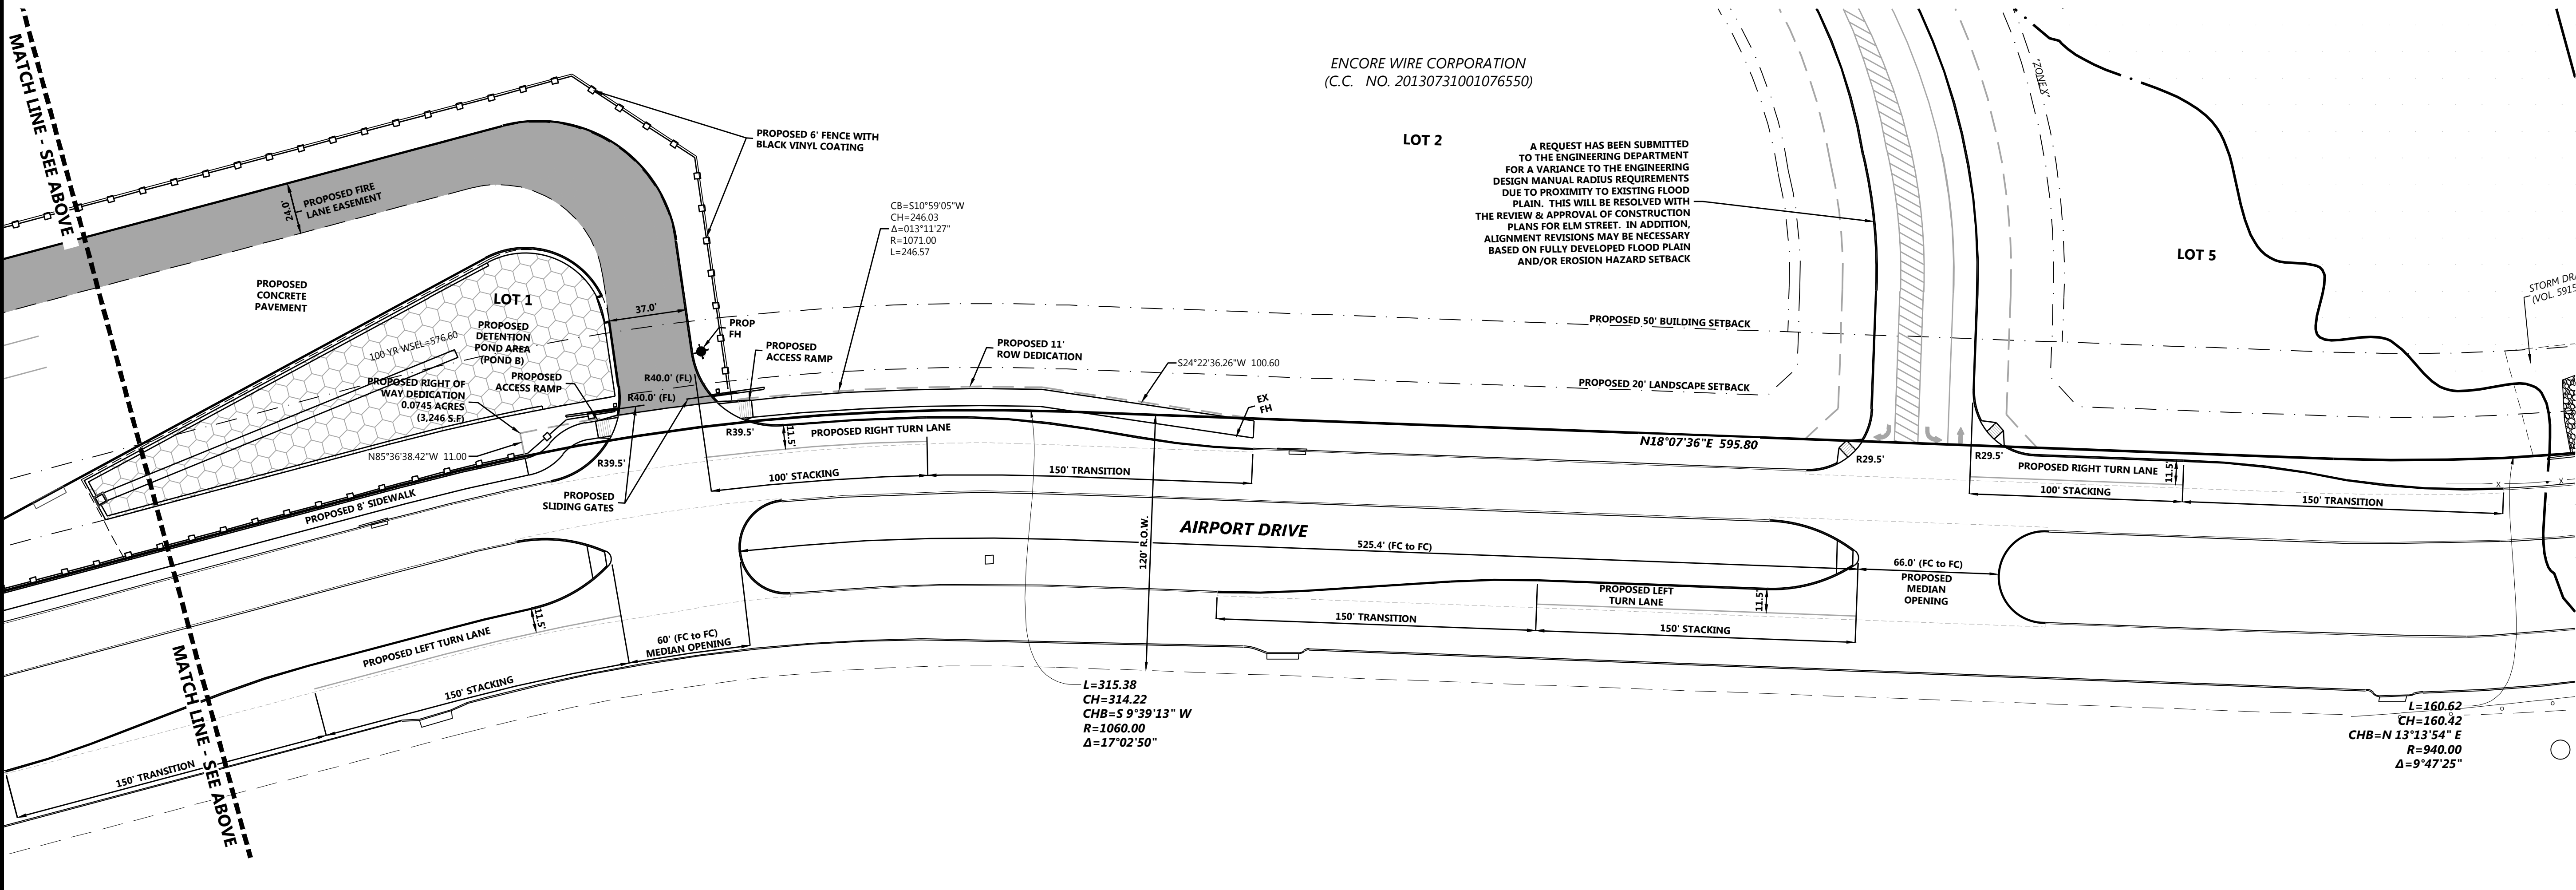 MATCH LINE - SEE ABOVE
24.0'
PROPOSED FIRE
LANE EASEMENT
PROPOSED 6' FENCE WITH
BLACK VINYL COATING
ENCORE WIRE CORPORATION
(C.C. NO. 20130731001076550)
LOT 2
A REQUEST HAS BEEN SUBMITTED
TO THE ENGINEERING DEPARTMENT
FOR A VARIANCE TO THE ENGINEERING
DESIGN MANUAL RADIUS REQUIREMENTS
DUE TO PROXIMITY TO EXISTING FLOOD
PLAIN. THIS WILL BE RESOLVED WITH
THE REVIEW & APPROVAL OF CONSTRUCTION
PLANS FOR ELM STREET. IN ADDITION,
ALIGNMENT REVISIONS MAY BE NECESSARY
BASED ON FULLY DEVELOPED FLOOD PLAIN
AND/OR EROSION HAZARD SETBACK
"ZONE X"
LOT 5
STORM DR
(VOL. 5915
CB=S10°59'05"W
CH=246.03
Δ=013°11'27"
R=1071.00
L=246.57
PROPOSED
CONCRETE
PAVEMENT
LOT 1
37.0'
PROPOSED
DETENTION
POND AREA
(POND B)
100 YR WSEL=576.60
PROP
FH
PROPOSED
ACCESS RAMP
PROPOSED 11'
ROW DEDICATION
S24°22'36.26"W 100.60
PROPOSED 50' BUILDING SETBACK
PROPOSED 20' LANDSCAPE SETBACK
PROPOSED RIGHT OF
WAY DEDICATION
0.0745 ACRES
(3,246 S.F)
PROPOSED
ACCESS RAMP
R40.0' (FL)
R40.0' (FL)
EX
FH
R39.5'
11.5'
PROPOSED RIGHT TURN LANE
N18°07'36"E 595.80
R29.5'
R29.5'
N85°36'38.42"W 11.00
R39.5'
100' STACKING
150' TRANSITION
PROPOSED RIGHT TURN LANE
11.5'
100' STACKING
150' TRANSITION
PROPOSED
SLIDING GATES
PROPOSED 8' SIDEWALK
AIRPORT DRIVE
120' R.O.W.
525.4' (FC to FC)
66.0' (FC to FC)
PROPOSED
MEDIAN
OPENING
PROPOSED LEFT
TURN LANE
11.5'
150' TRANSITION
150' STACKING
11.5'
PROPOSED LEFT TURN LANE
60' (FC to FC)
MEDIAN OPENING
150' STACKING
150' TRANSITION
MATCH LINE - SEE ABOVE
L=315.38
CH=314.22
CHB=S 9°39'13" W
R=1060.00
Δ=17°02'50"
L=160.62
CH=160.42
CHB=N 13°13'54" E
R=940.00
Δ=9°47'25"